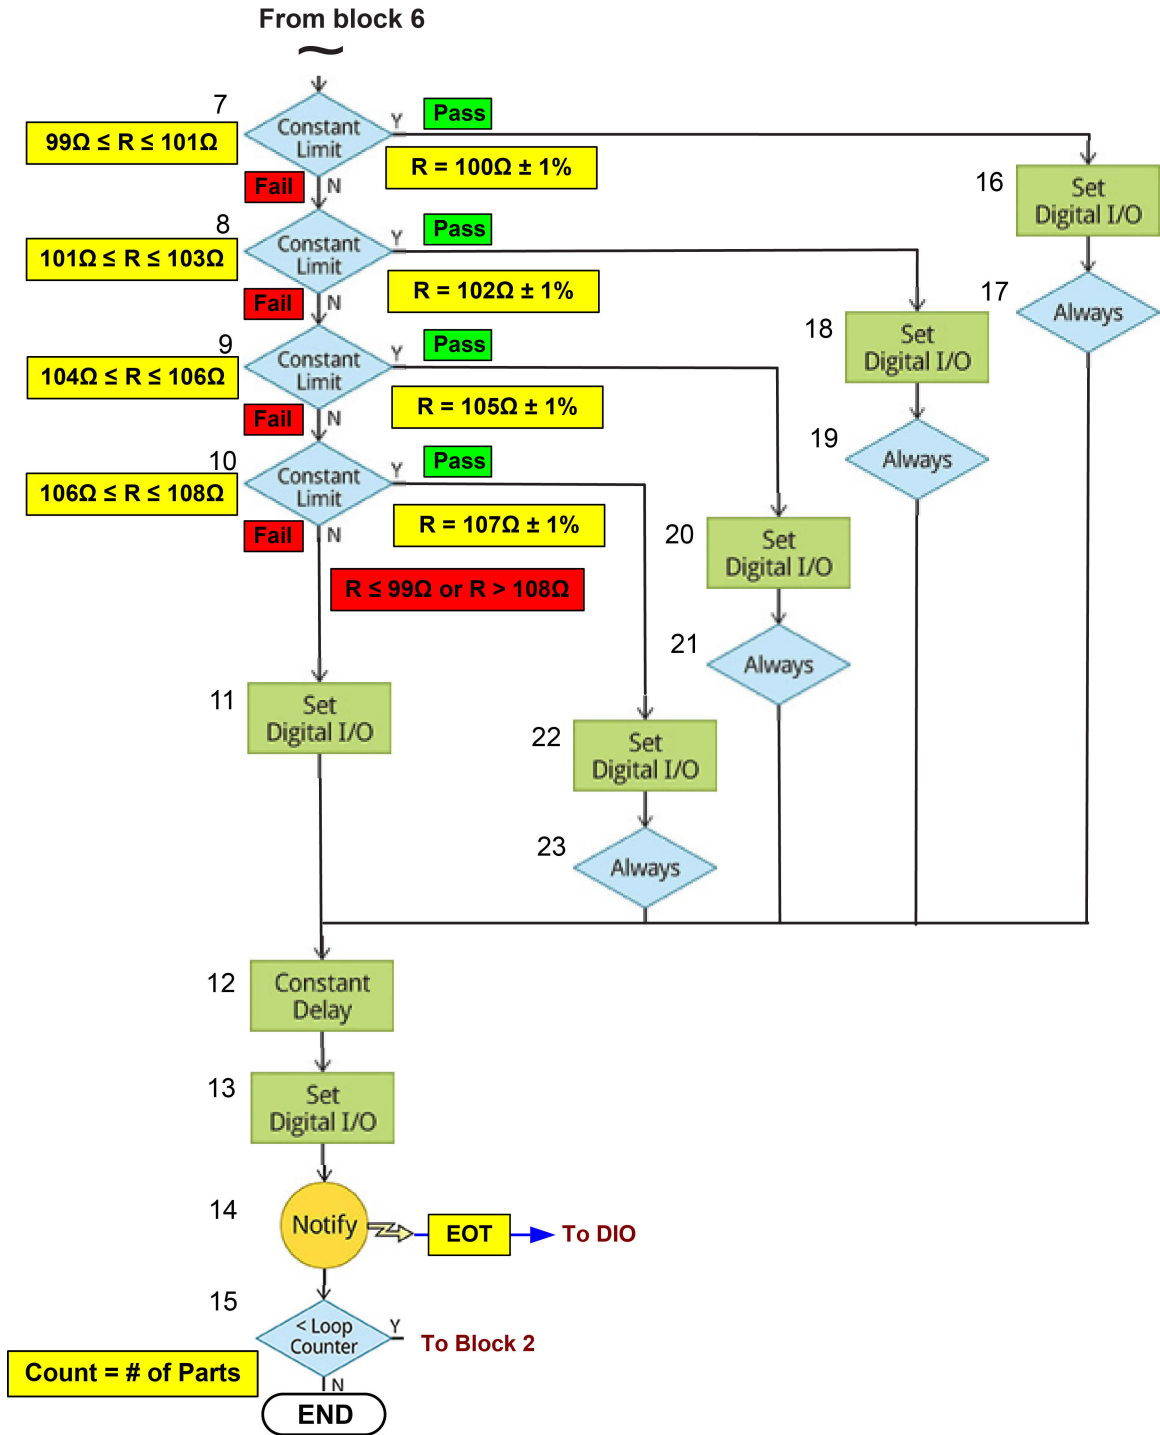 From block 6
7
Constant
Limit
Y
Pass
99Ω ≤ R ≤ 101Ω
R = 100Ω ± 1%
Fail
N
16
Set
Digital I/O
8
Constant
Limit
Y
Pass
101Ω ≤ R ≤ 103Ω
R = 102Ω ± 1%
Fail
N
17
Always
18
Set
Digital I/O
9
Constant
Limit
Y
Pass
104Ω ≤ R ≤ 106Ω
R = 105Ω ± 1%
Fail
N
19
Always
10
Constant
Limit
Y
Pass
106Ω ≤ R ≤ 108Ω
R = 107Ω ± 1%
Fail
N
20
Set
Digital I/O
R ≤ 99Ω or R > 108Ω
21
Always
11
Set
Digital I/O
22
Set
Digital I/O
23
Always
12
Constant
Delay
13
Set
Digital I/O
14
Notify
EOT
To DIO
15
< Loop
Counter
Y
To Block 2
Count = # of Parts
N
END